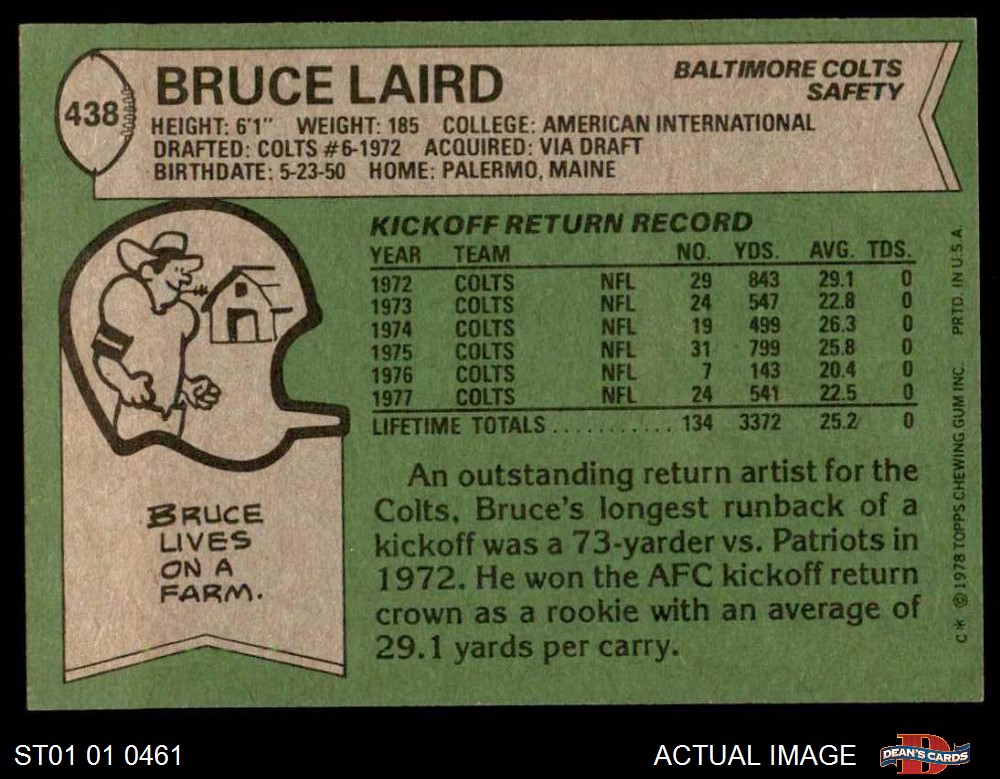 438
BRUCE LAIRD
BALTIMORE COLTS
SAFETY
HEIGHT: 6'1" WEIGHT: 185 COLLEGE: AMERICAN INTERNATIONAL
DRAFTED: COLTS #6-1972 ACQUIRED: VIA DRAFT
BIRTHDATE: 5-23-50 HOME: PALERMO, MAINE
KICKOFF RETURN RECORD
YEAR TEAM NO. YDS. AVG. TDS.
1972 COLTS NFL 29 843 29.1 0
1973 COLTS NFL 24 547 22.8 0
1974 COLTS NFL 19 499 26.3 0
1975 COLTS NFL 31 799 25.8 0
1976 COLTS NFL 7 143 20.4 0
1977 COLTS NFL 24 541 22.5 0
LIFETIME TOTALS ........... 134 3372 25.2 0
An outstanding return artist for the
Colts, Bruce's longest runback of a
kickoff was a 73-yarder vs. Patriots in
1972. He won the AFC kickoff return
crown as a rookie with an average of
29.1 yards per carry.
BRUCE
LIVES
ON A
FARM.
C* © 1978 TOPPS CHEWING GUM INC. PRTD. IN U.S.A.
ST01 01 0461
ACTUAL IMAGE
D
DEAN'S CARDS